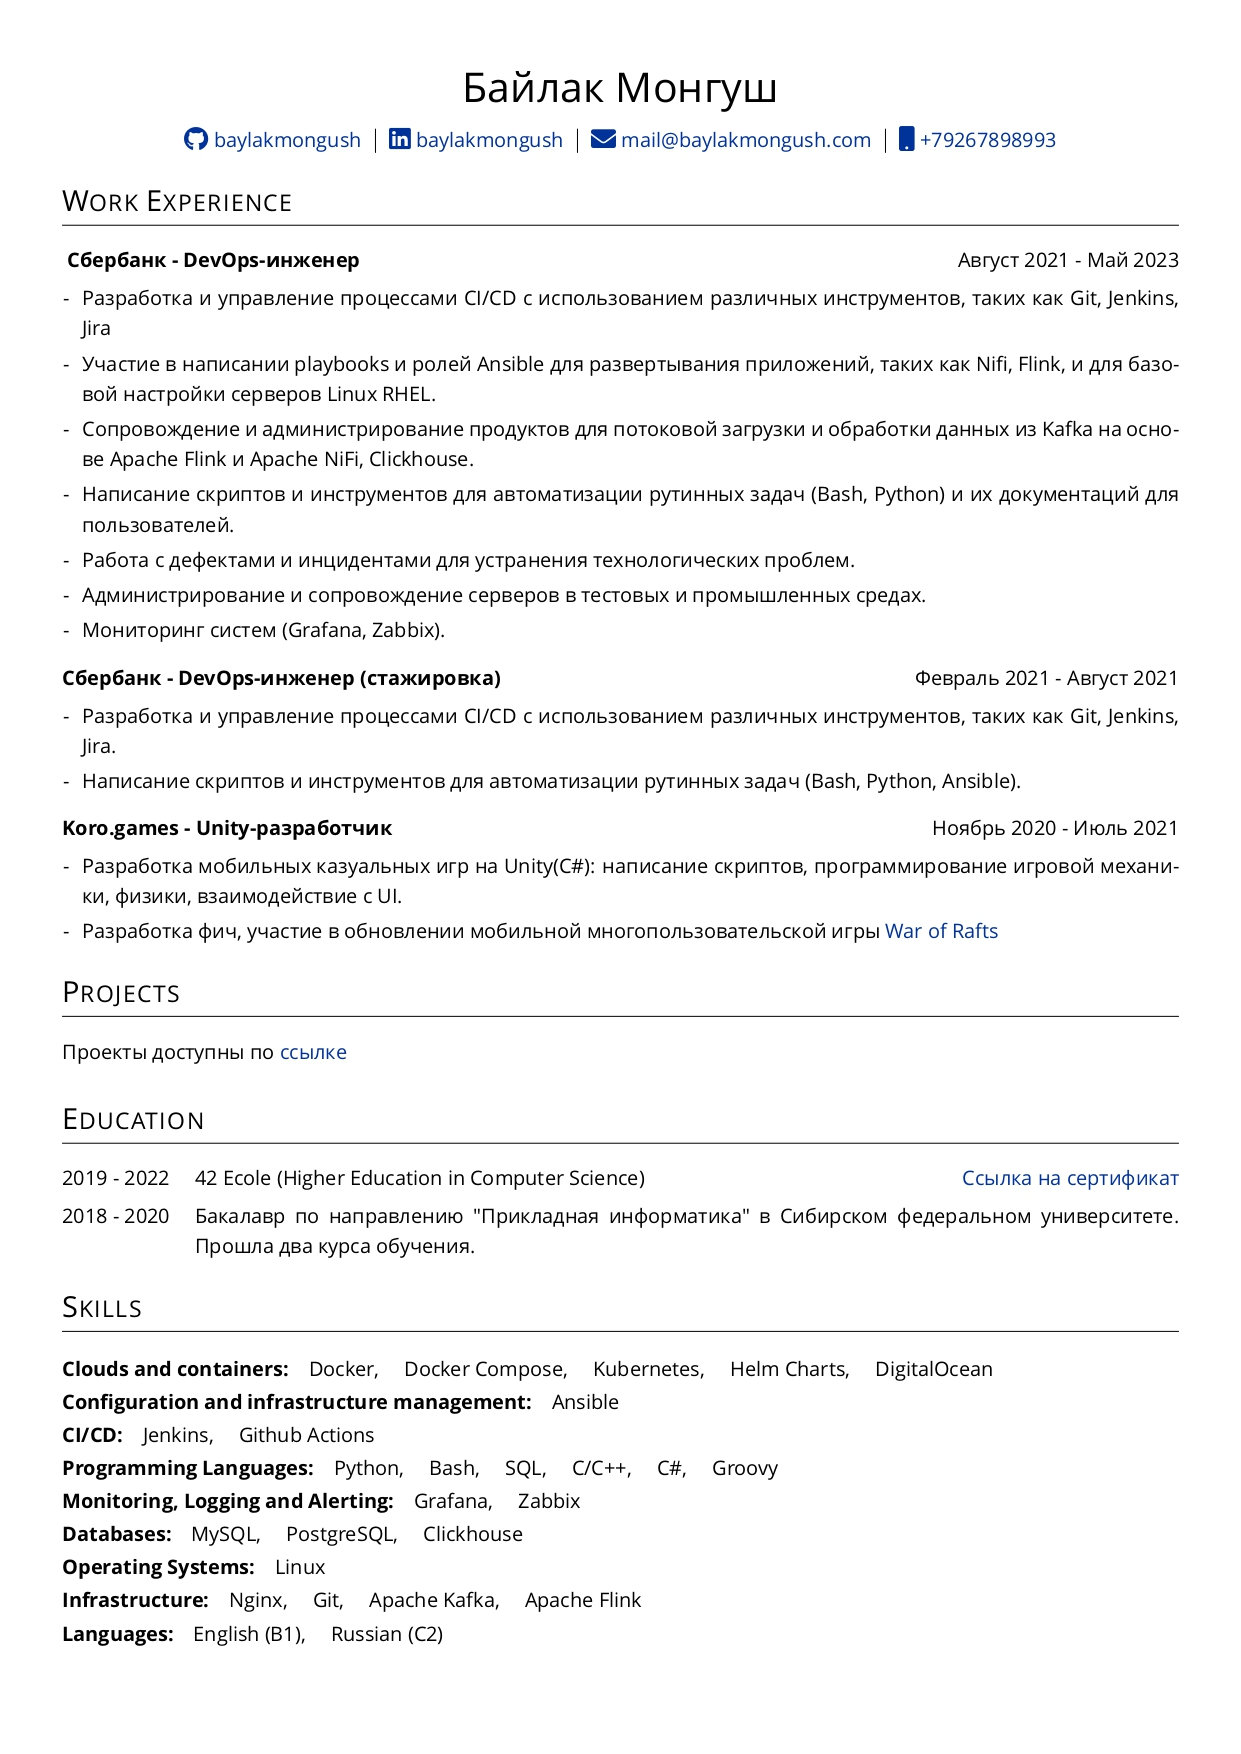 Байлак Монгуш
baylakmongush | baylakmongush | mail@baylakmongush.com | +79267898993
Work Experience
Сбербанк - DevOps-инженер Август 2021 - Май 2023
- Разработка и управление процессами CI/CD с использованием различных инструментов, таких как Git, Jenkins,
Jira
- Участие в написании playbooks и ролей Ansible для развертывания приложений, таких как Nifi, Flink, и для базо-
вой настройки серверов Linux RHEL.
- Сопровождение и администрирование продуктов для потоковой загрузки и обработки данных из Kafka на осно-
ве Apache Flink и Apache NiFi, Clickhouse.
- Написание скриптов и инструментов для автоматизации рутинных задач (Bash, Python) и их документаций для
пользователей.
- Работа с дефектами и инцидентами для устранения технологических проблем.
- Администрирование и сопровождение серверов в тестовых и промышленных средах.
- Мониторинг систем (Grafana, Zabbix).
Сбербанк - DevOps-инженер (стажировка) Февраль 2021 - Август 2021
- Разработка и управление процессами CI/CD с использованием различных инструментов, таких как Git, Jenkins,
Jira.
- Написание скриптов и инструментов для автоматизации рутинных задач (Bash, Python, Ansible).
Koro.games - Unity-разработчик Ноябрь 2020 - Июль 2021
- Разработка мобильных казуальных игр на Unity(C#): написание скриптов, программирование игровой механи-
ки, физики, взаимодействие с UI.
- Разработка фич, участие в обновлении мобильной многопользовательской игры War of Rafts
Projects
Проекты доступны по ссылке
Education
2019 - 2022 42 Ecole (Higher Education in Computer Science) Ссылка на сертификат
2018 - 2020 Бакалавр по направлению "Прикладная информатика" в Сибирском федеральном университете.
Прошла два курса обучения.
Skills
Clouds and containers: Docker, Docker Compose, Kubernetes, Helm Charts, DigitalOcean
Configuration and infrastructure management: Ansible
CI/CD: Jenkins, Github Actions
Programming Languages: Python, Bash, SQL, C/C++, C#, Groovy
Monitoring, Logging and Alerting: Grafana, Zabbix
Databases: MySQL, PostgreSQL, Clickhouse
Operating Systems: Linux
Infrastructure: Nginx, Git, Apache Kafka, Apache Flink
Languages: English (B1), Russian (C2)